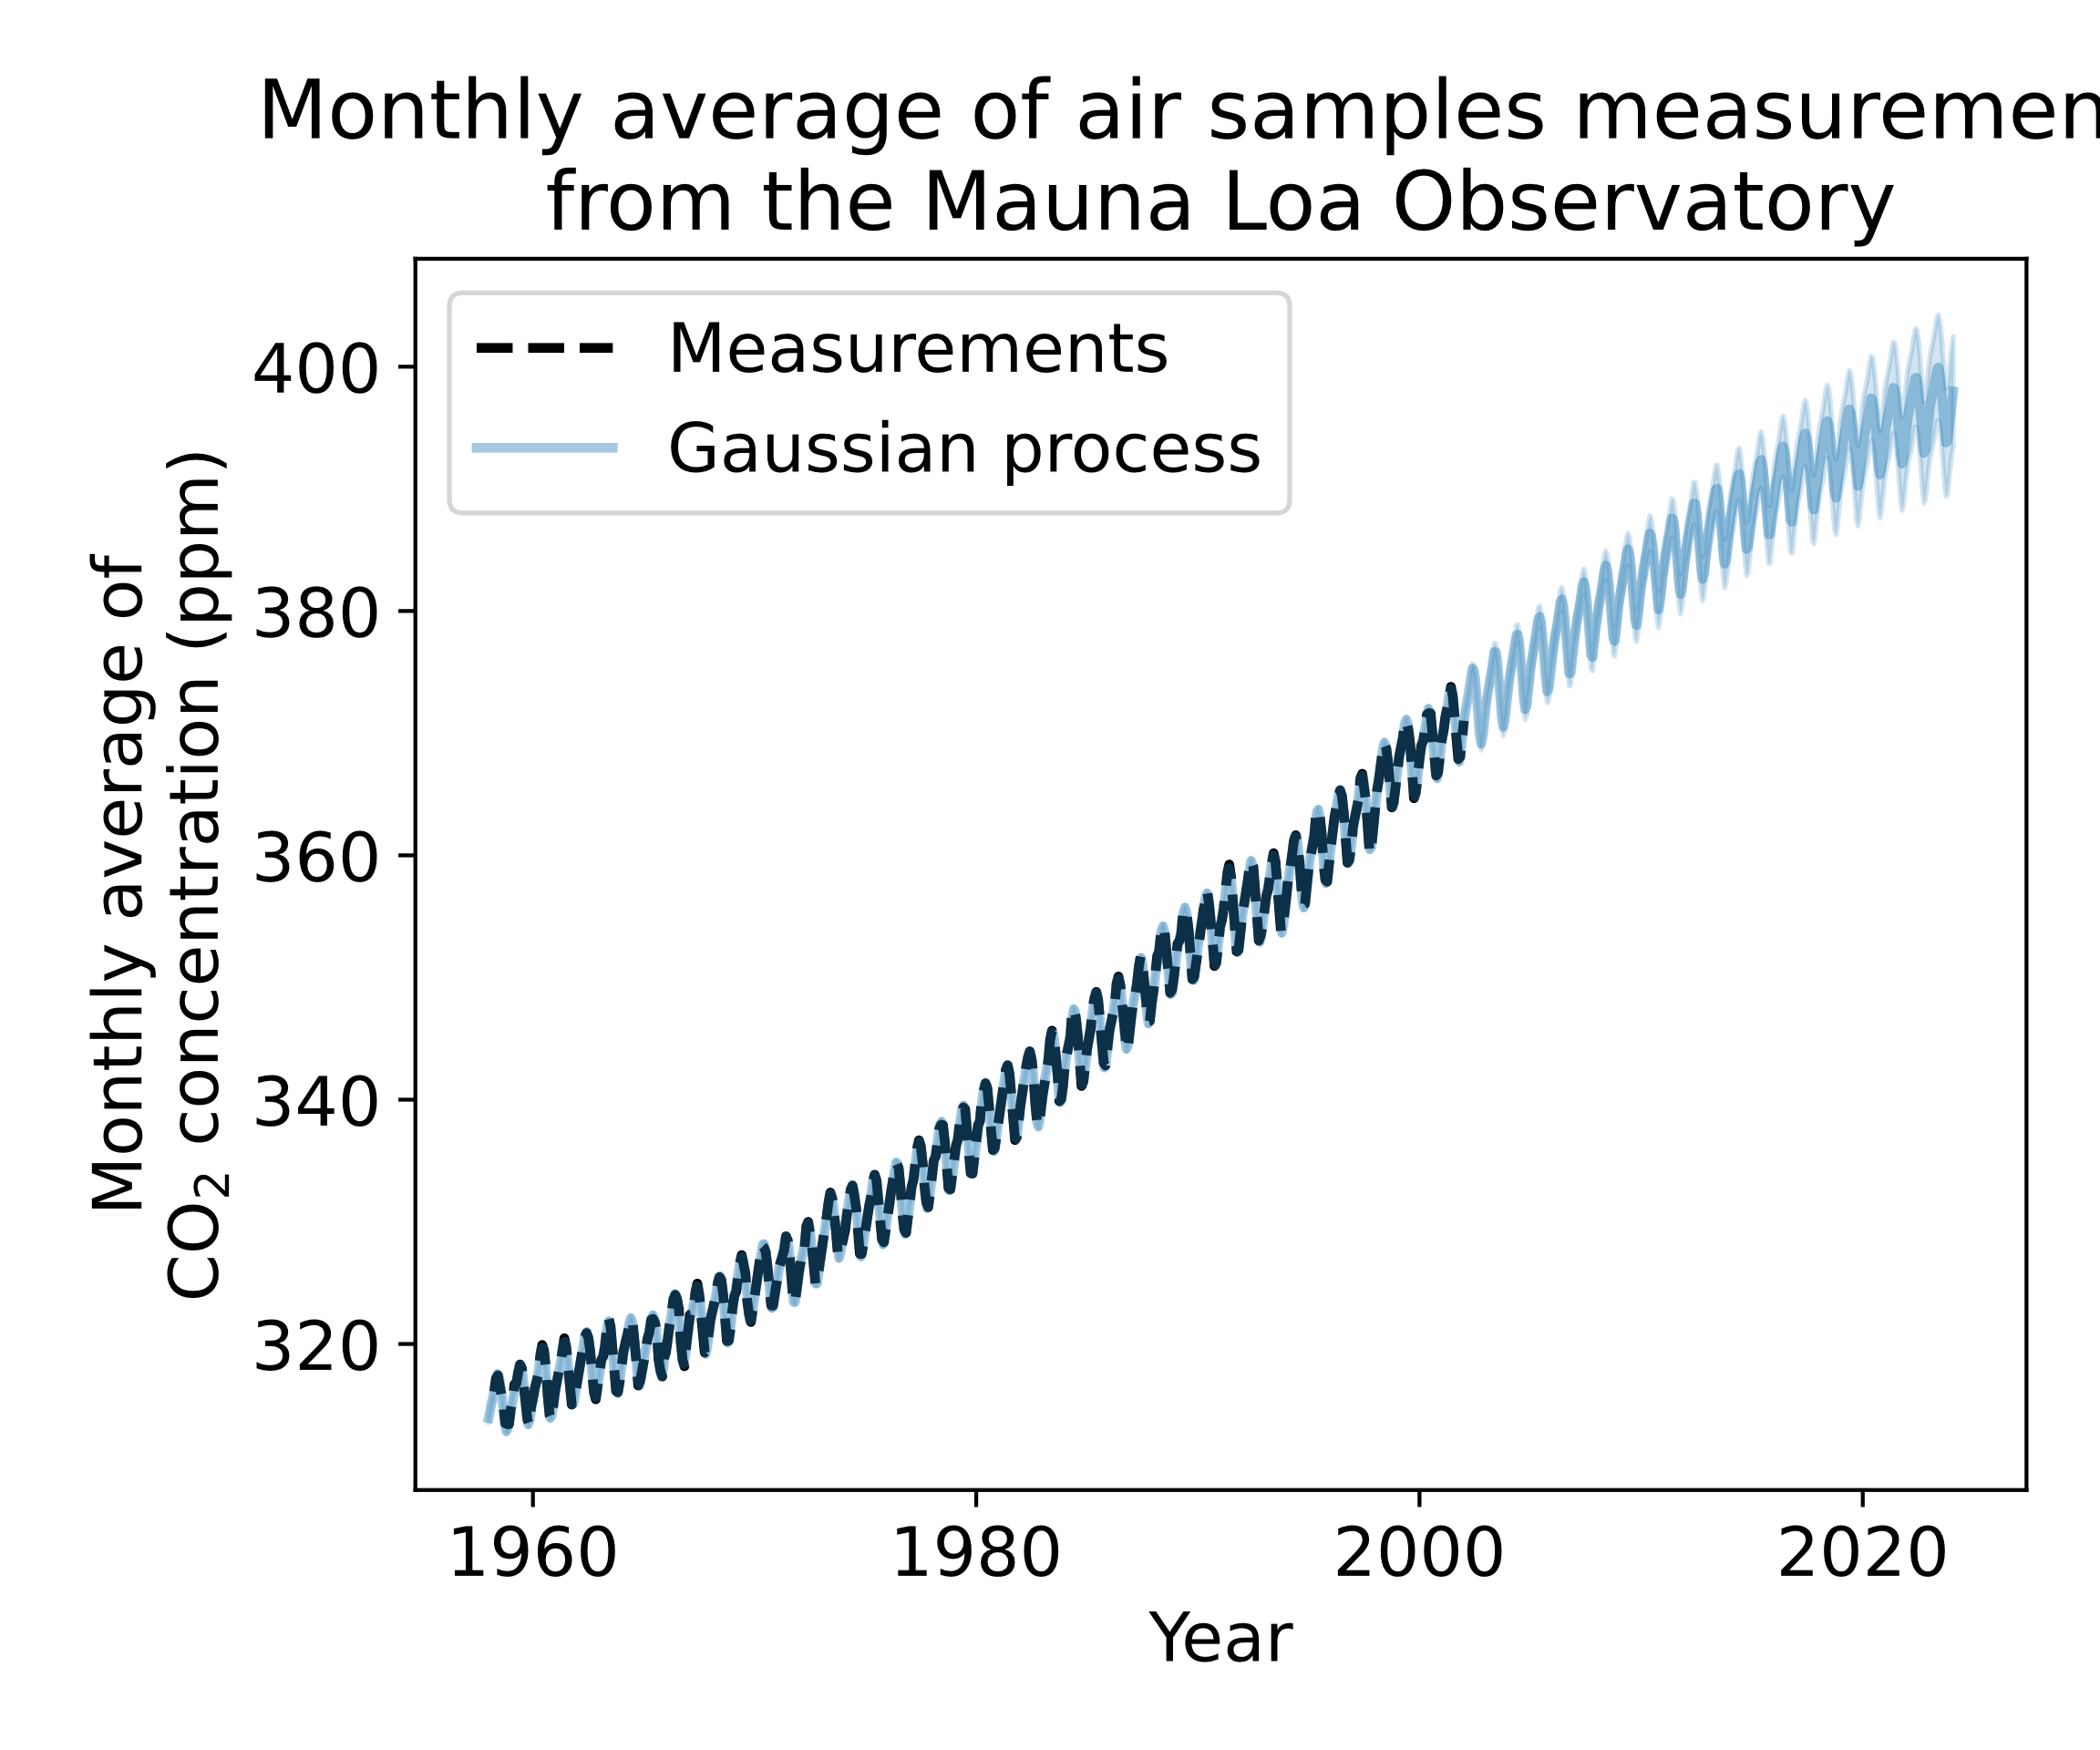 Monthly average of air samples measuremen
from the Mauna Loa Observatory
Measurements
Gaussian process
Monthly average of
CO₂ concentration (ppm)
400
380
360
340
320
1960
1980
2000
2020
Year